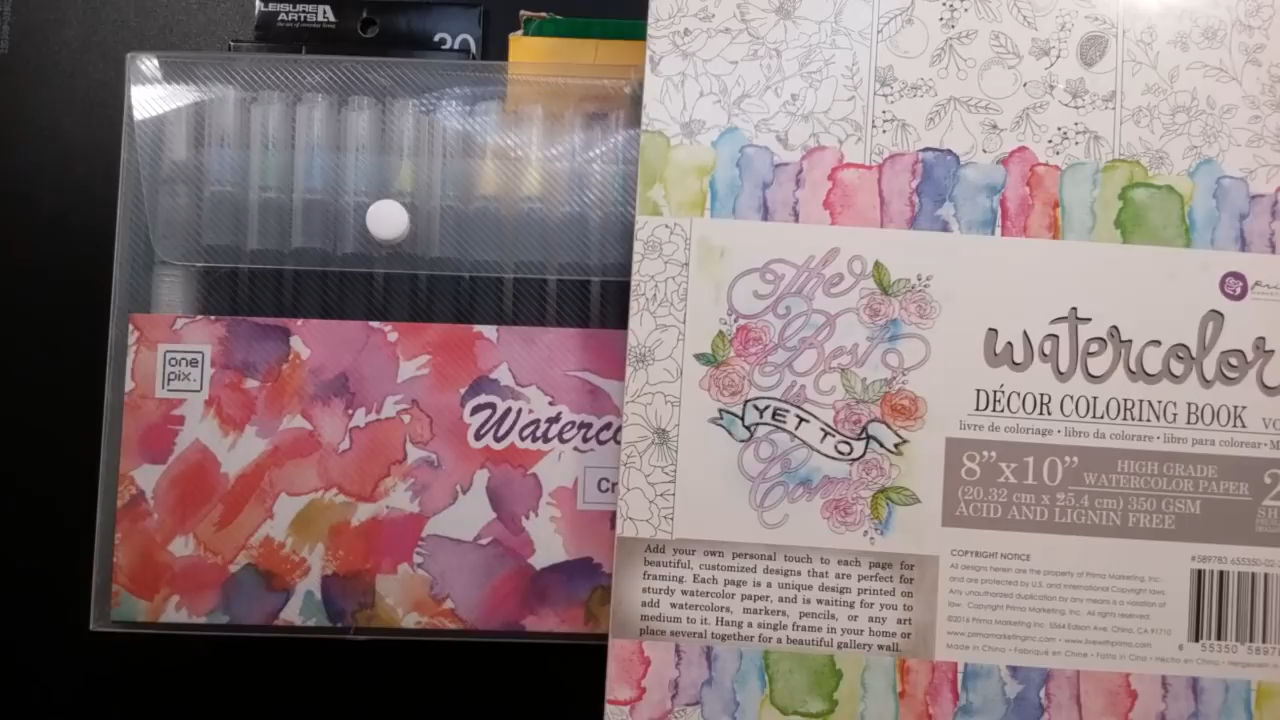 LEISURE
ARTS
the art of everyday living
30
one
pix.
Waterco
Cr
The
Best
is
YET TO
Come
watercolor
DÉCOR COLORING BOOK
livre de coloriage • libro da colorare • libro para colorear •
8”x10”
HIGH GRADE
WATERCOLOR PAPER
(20.32 cm x 25.4 cm) 350 GSM
ACID AND LIGNIN FREE
2
SH
Add your own personal touch to each page for
beautiful, customized designs that are perfect for
framing. Each page is a unique design printed on
sturdy watercolor paper, and is waiting for you to
add watercolors, markers, pencils, or any art
medium to it. Hang a single frame in your home or
place several together for a beautiful gallery wall.
COPYRIGHT NOTICE
All designs herein are the property of Prima Marketing, Inc.
and are protected by U.S. and International Copyright laws.
Any unauthorized duplication by any means is a violation of
law. Copyright Prima Marketing, Inc. All rights reserved.
©2016 Prima Marketing Inc. 5564 Edison Ave. Chino, CA 91710
www.primamarketinginc.com • www.livewithprima.com
Made in China • Fabriqué en Chine • Fatto in Cina • Hecho en China •
#589783 655350-02-
6 55350 5897